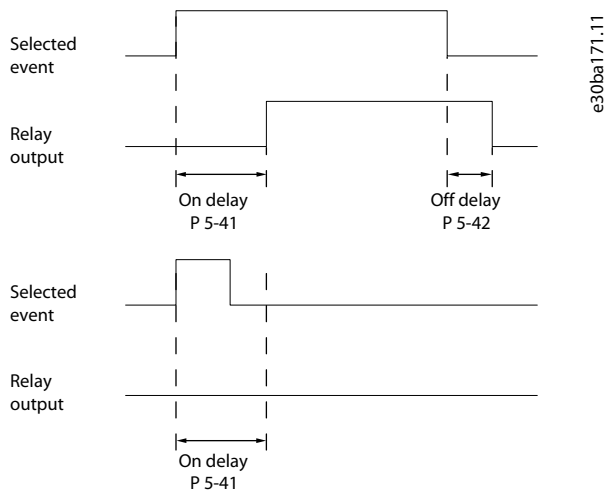 Selected
event
e30ba171.11
Relay
output
On delay
P 5-41
Off delay
P 5-42
Selected
event
Relay
output
On delay
P 5-41